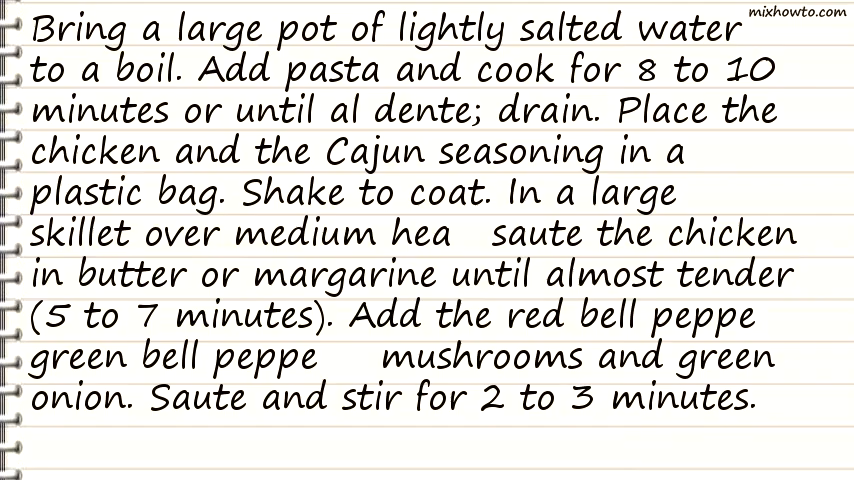 mixhowto.com
Bring a large pot of lightly salted water
to a boil. Add pasta and cook for 8 to 10
minutes or until al dente; drain. Place the
chicken and the Cajun seasoning in a
plastic bag. Shake to coat. In a large
skillet over medium hea saute the chicken
in butter or margarine until almost tender
(5 to 7 minutes). Add the red bell peppe
green bell peppe mushrooms and green
onion. Saute and stir for 2 to 3 minutes.